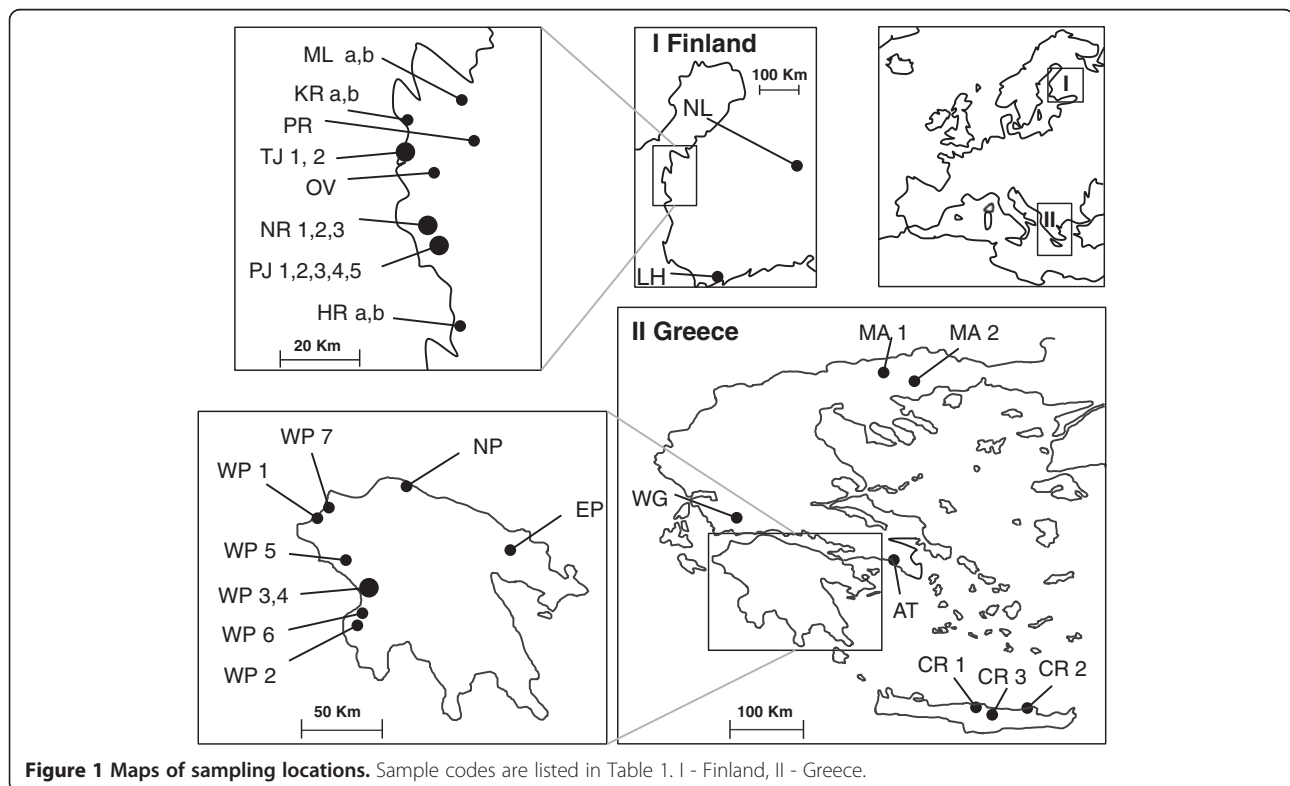 ML a,b
KR a,b
PR
TJ 1, 2
OV
NR 1,2,3
PJ 1,2,3,4,5
HR a,b
20 Km
I Finland
100 Km
NL
LH
I
II
II Greece
MA 1
MA 2
WG
AT
CR 1
CR 3
CR 2
100 Km
WP 7
NP
WP 1
EP
WP 5
WP 3,4
WP 6
WP 2
50 Km
Figure 1 Maps of sampling locations. Sample codes are listed in Table 1. I - Finland, II - Greece.